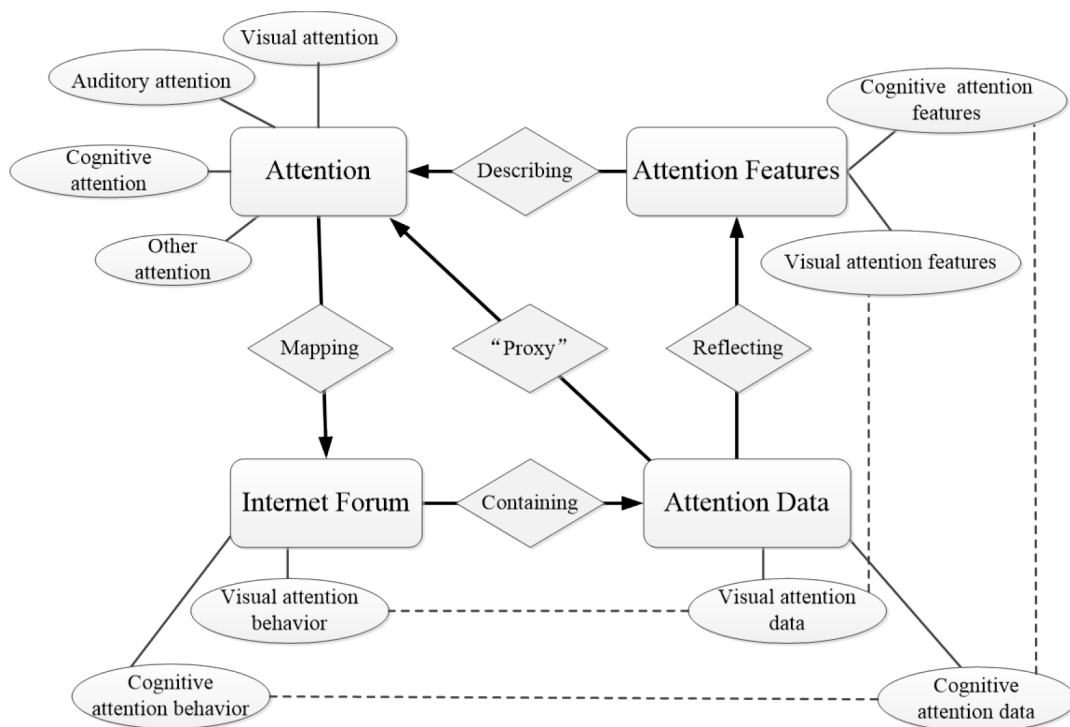 Visual attention
Auditory attention
Cognitive attention
features
Cognitive
attention
Attention
Describing
Attention Features
Other
attention
Visual attention features
Mapping
“Proxy”
Reflecting
Internet Forum
Containing
Attention Data
Visual attention
behavior
Visual attention
data
Cognitive
attention behavior
Cognitive
attention data